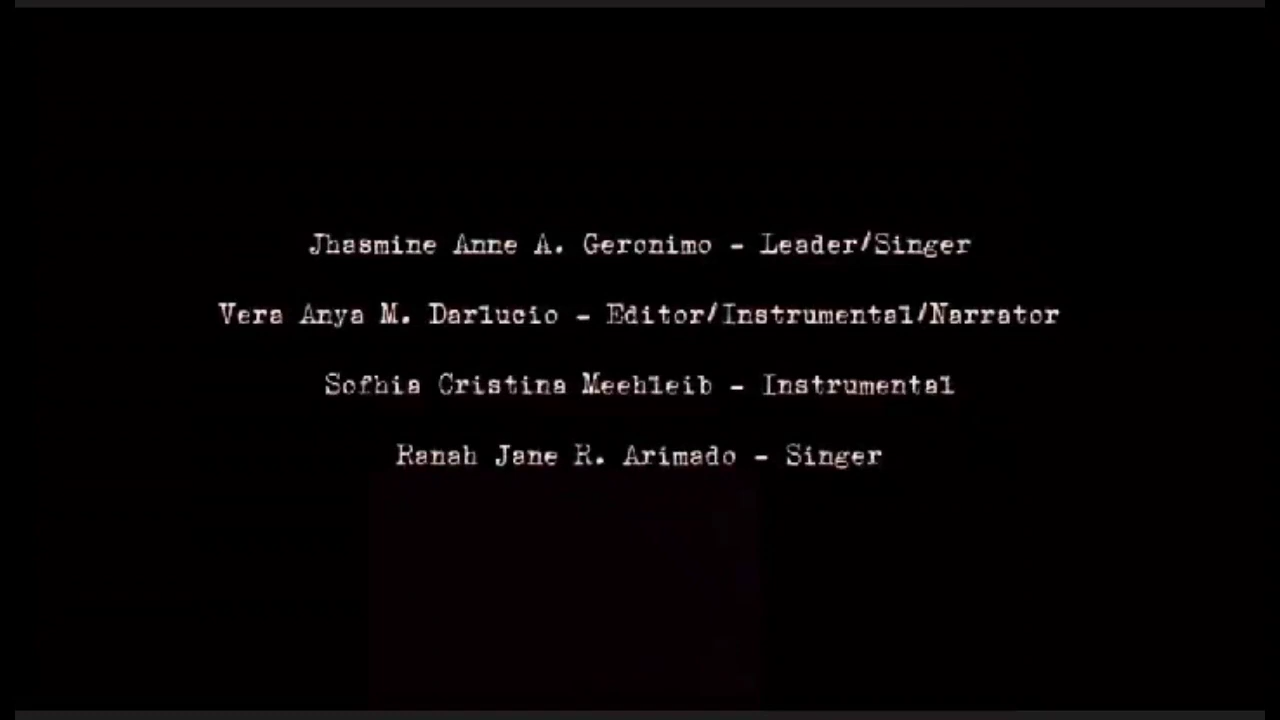 Jhasmine Anne A. Geronimo - Leader/Singer
Vera Anya M. Darlucio - Editor/Instrumental/Narrator
Sofhia Cristina Meehleib - Instrumental
Ranah Jane R. Arimado - Singer